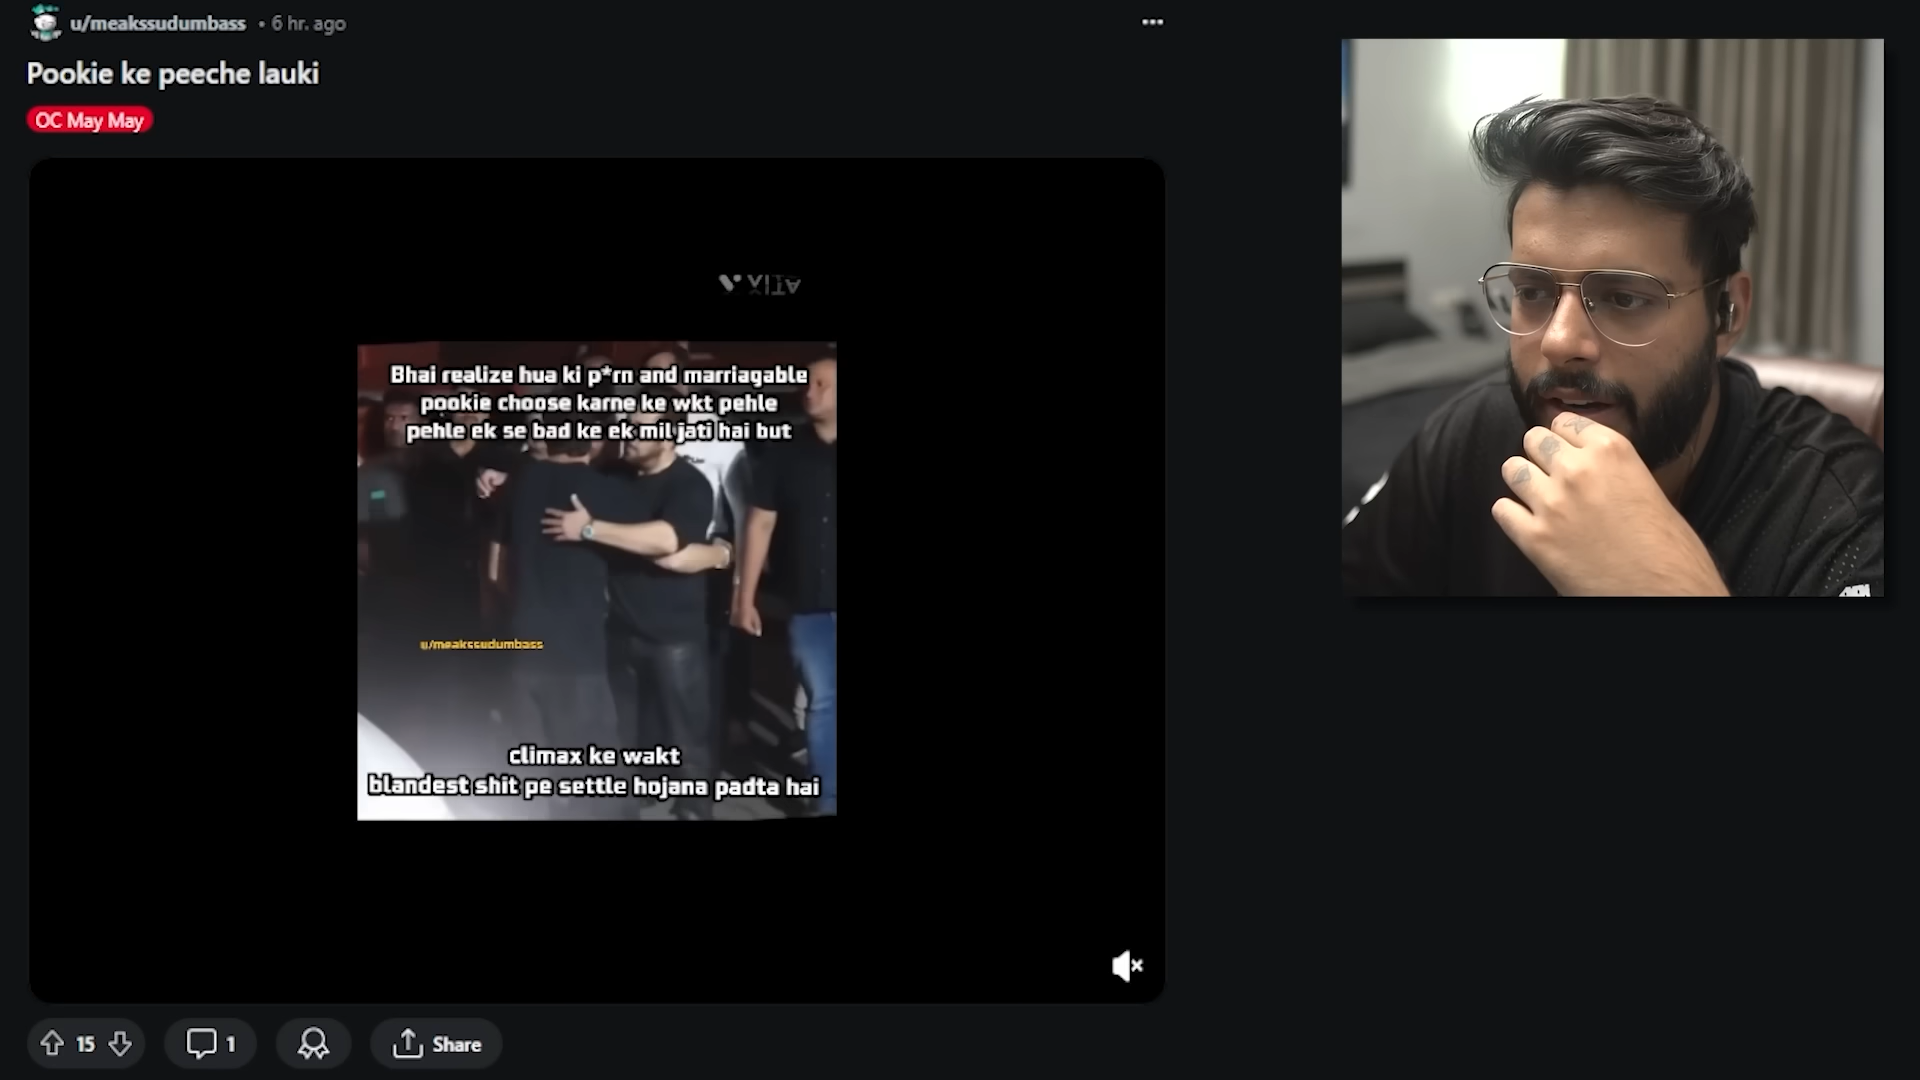 u/meakssudumbass • 6 hr. ago
Pookie ke peeche lauki
OC May May
VITA
Bhai realize hua ki p*rn and marriagable
pookie choose karne ke wkt pehle
pehle ek se bad ke ek mil jati hai but
u/meakssudumbass
climax ke wakt
blandest shit pe settle hojana padta hai
15
1
Share